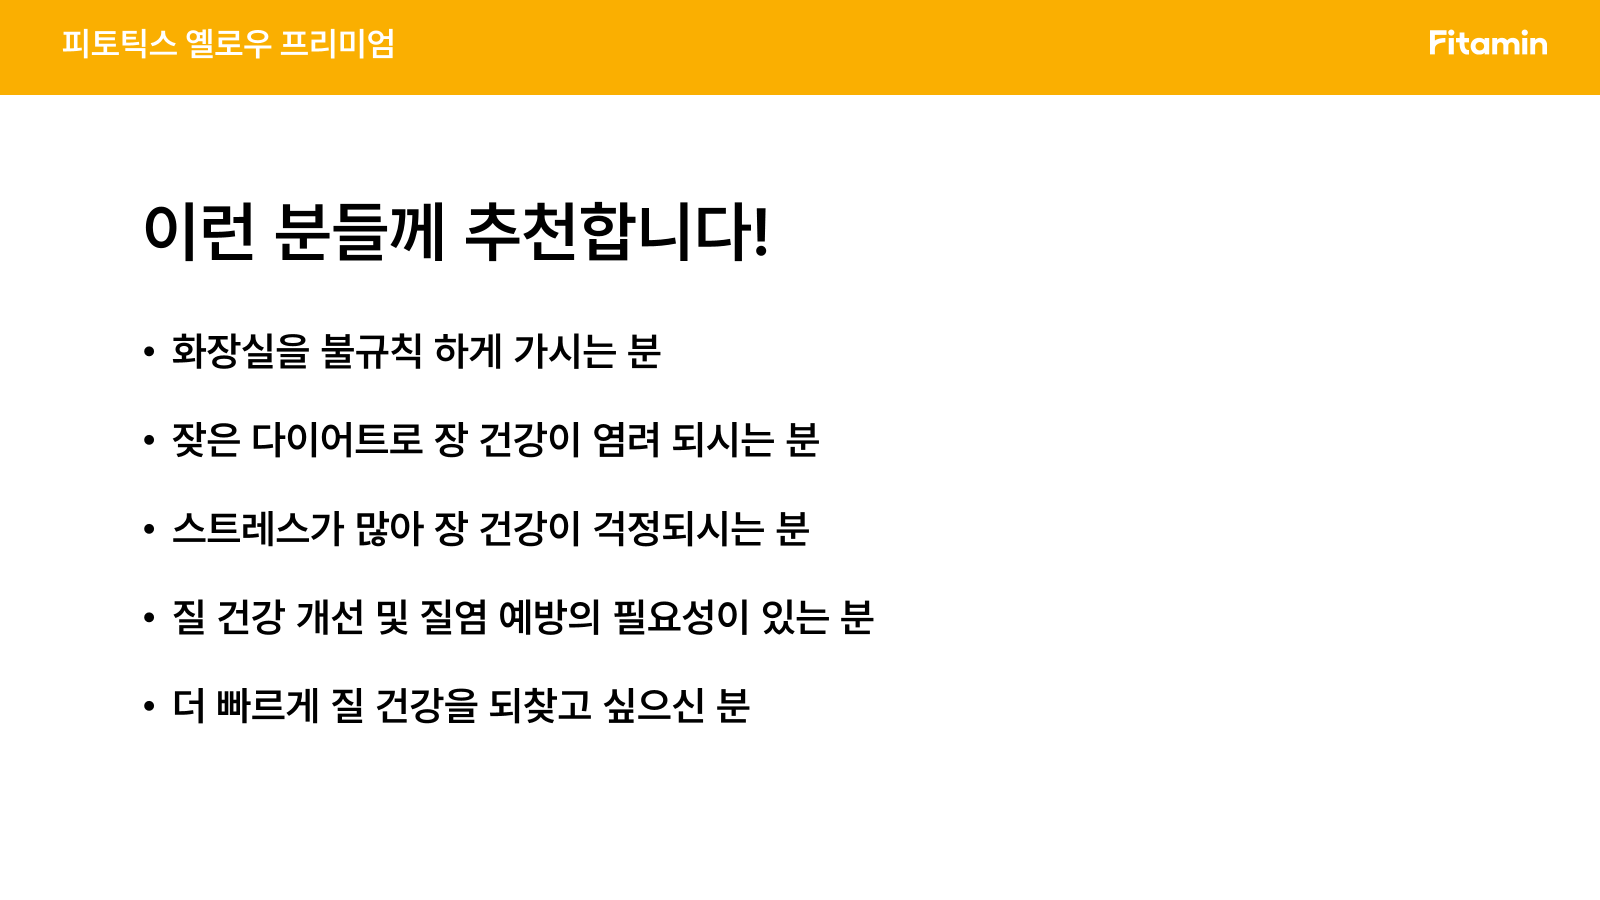 피토틱스 옐로우 프리미엄
Fitamin
이런 분들께 추천합니다!
• 화장실을 불규칙 하게 가시는 분
• 잦은 다이어트로 장 건강이 염려 되시는 분
• 스트레스가 많아 장 건강이 걱정되시는 분
• 질 건강 개선 및 질염 예방의 필요성이 있는 분
• 더 빠르게 질 건강을 되찾고 싶으신 분